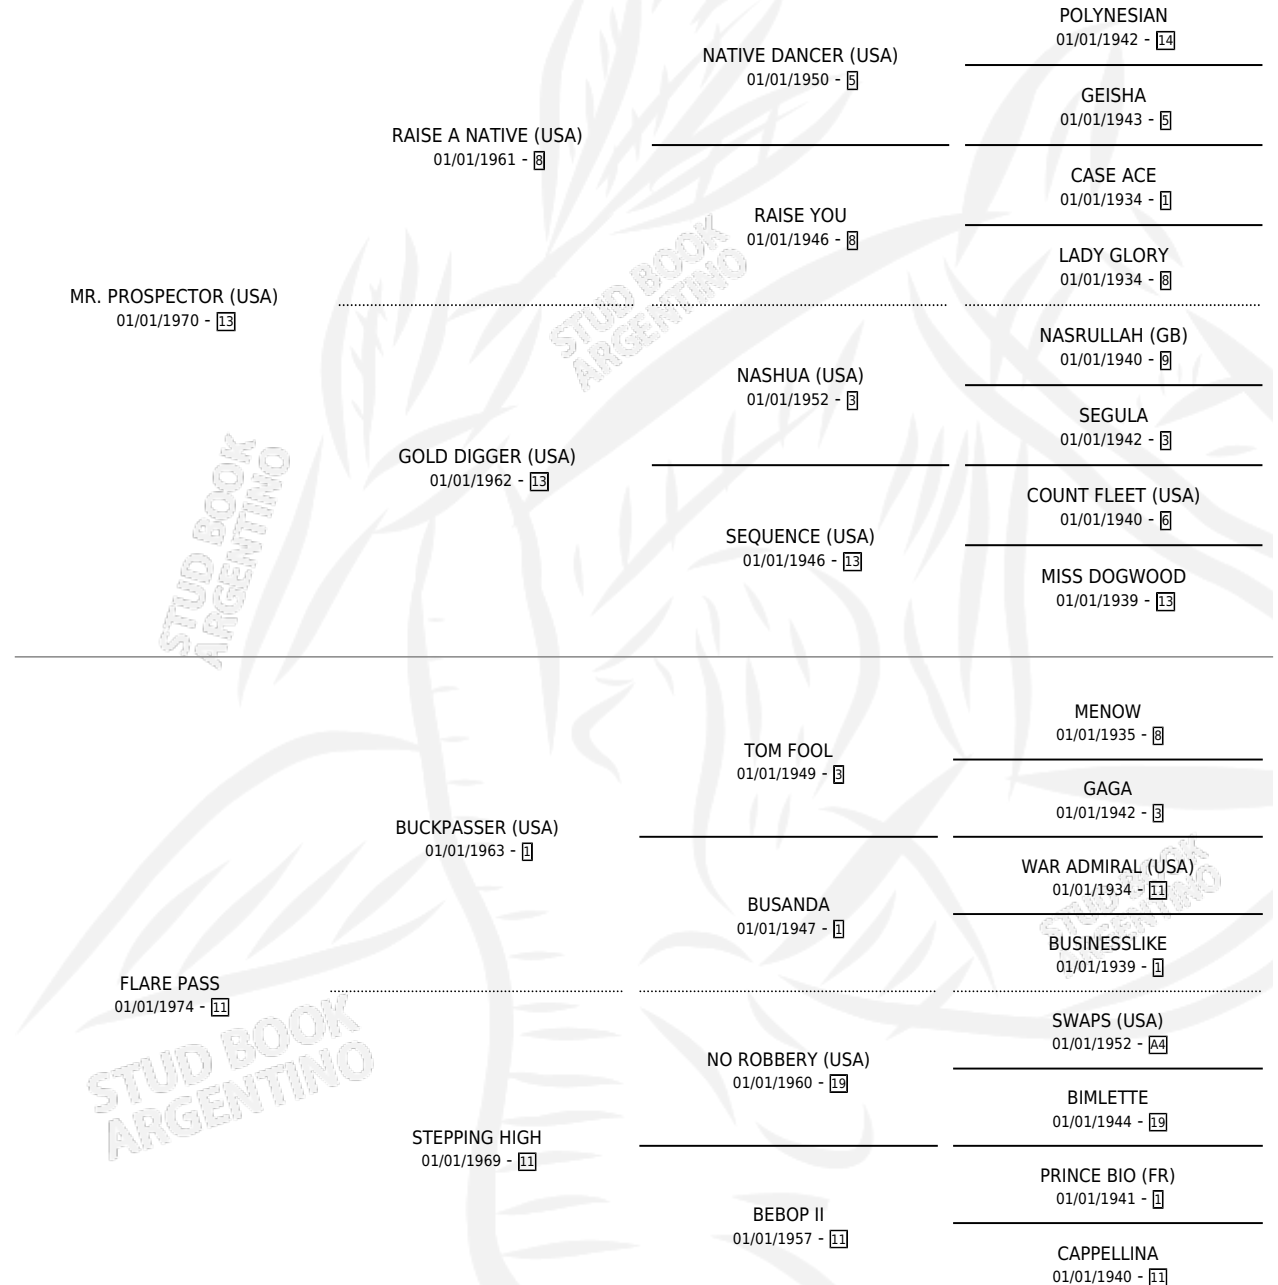 POLYNESIAN
01/01/1942 - 14
NATIVE DANCER (USA)
01/01/1950 - 5
GEISHA
01/01/1943 - 5
RAISE A NATIVE (USA)
01/01/1961 - 8
CASE ACE
01/01/1934 - 1
RAISE YOU
01/01/1946 - 8
LADY GLORY
01/01/1934 - 8
MR. PROSPECTOR (USA)
01/01/1970 - 13
NASRULLAH (GB)
01/01/1940 - 9
NASHUA (USA)
01/01/1952 - 3
SEGULA
01/01/1942 - 3
GOLD DIGGER (USA)
01/01/1962 - 13
COUNT FLEET (USA)
01/01/1940 - 6
SEQUENCE (USA)
01/01/1946 - 13
MISS DOGWOOD
01/01/1939 - 13
MENOW
01/01/1935 - 8
TOM FOOL
01/01/1949 - 3
GAGA
01/01/1942 - 3
BUCKPASSER (USA)
01/01/1963 - 1
WAR ADMIRAL (USA)
01/01/1934 - 11
BUSANDA
01/01/1947 - 1
BUSINESSLIKE
01/01/1939 - 1
FLARE PASS
01/01/1974 - 11
SWAPS (USA)
01/01/1952 - A4
NO ROBBERY (USA)
01/01/1960 - 19
BIMLETTE
01/01/1944 - 19
STEPPING HIGH
01/01/1969 - 11
PRINCE BIO (FR)
01/01/1941 - 1
BEBOP II
01/01/1957 - 11
CAPPELLINA
01/01/1940 - 11
STUD BOOK
ARGENTINO
STUD BOOK
ARGENTINO
STUD BOOK
ARGENTINO
STUD BOOK
ARGENTINO